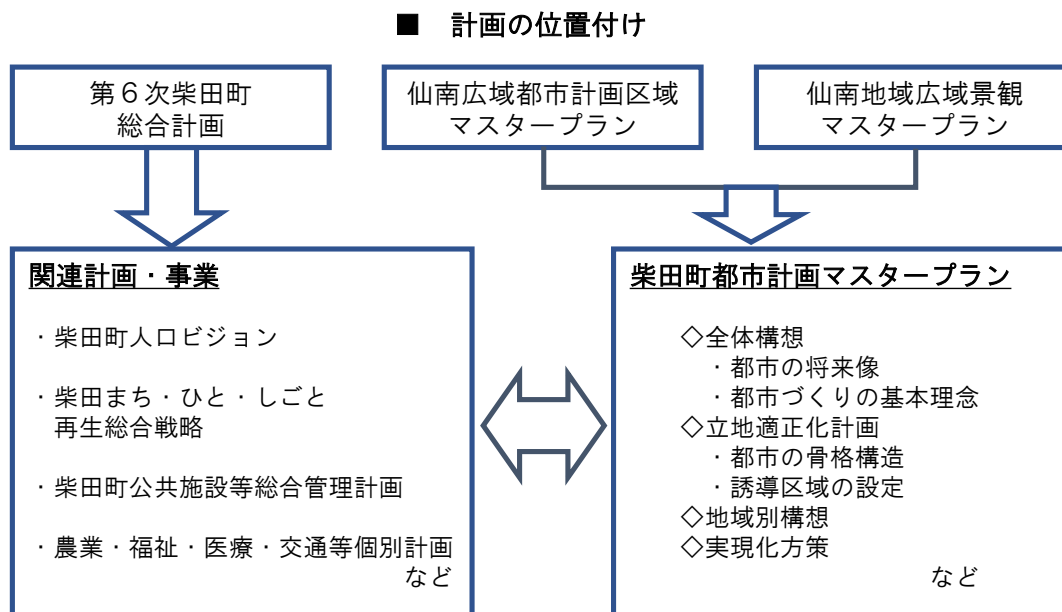 ■ 計画の位置付け
第６次柴田町
総合計画
仙南広域都市計画区域
マスタープラン
仙南地域広域景観
マスタープラン
関連計画・事業
・柴田町人口ビジョン
・柴田まち・ひと・しごと
再生総合戦略
・柴田町公共施設等総合管理計画
・農業・福祉・医療・交通等個別計画
など
柴田町都市計画マスタープラン
◇全体構想
・都市の将来像
・都市づくりの基本理念
◇立地適正化計画
・都市の骨格構造
・誘導区域の設定
◇地域別構想
◇実現化方策
など